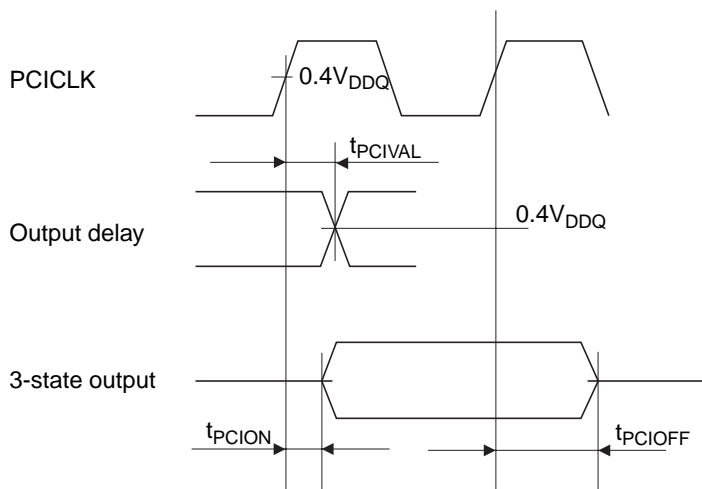 PCICLK
0.4VDDQ
tPCIVAL
Output delay
0.4VDDQ
3-state output
tPCION
tPCIOFF